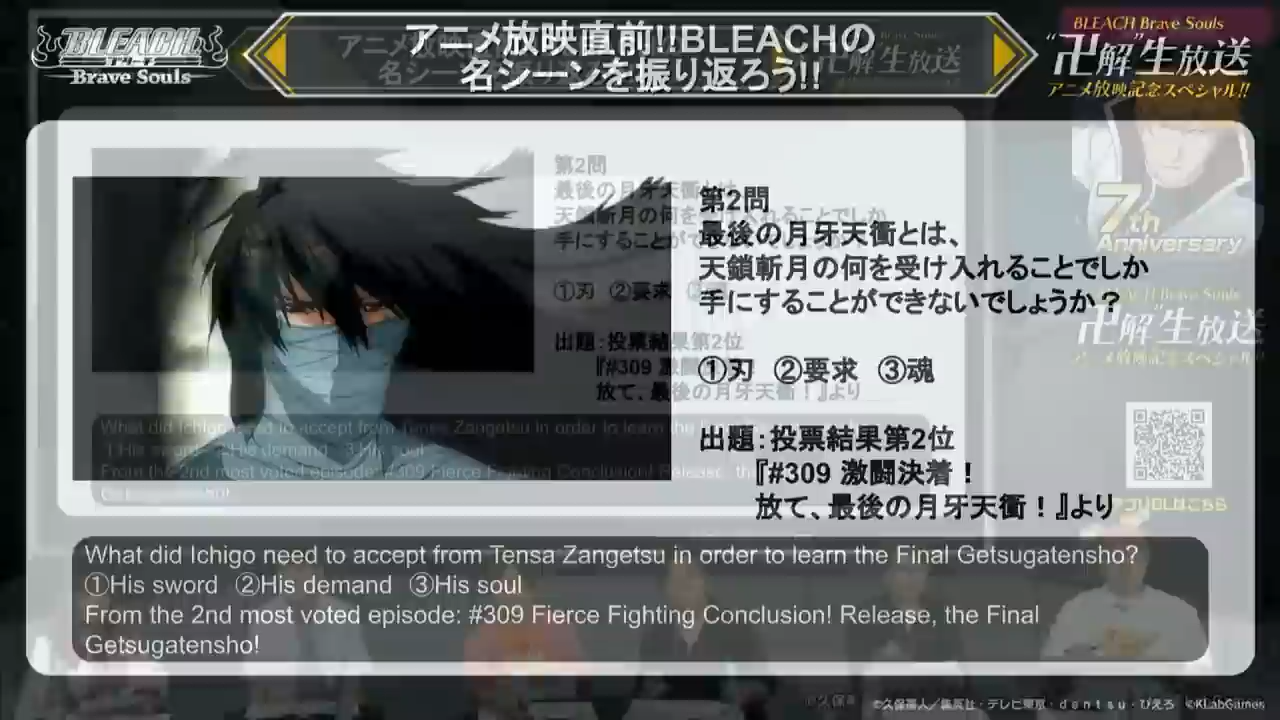 BLEACH
Brave Souls
アニメ放映直前!!BLEACHの
名シーンを振り返ろう!!
BLEACH Brave Souls
“卍解”生放送
アニメ放映記念スペシャル!!
7th
Anniversary
第2問
最後の月牙天衝とは、
天鎖斬月の何を受け入れることでしか
手にすることができないでしょうか？
①刃 ②要求 ③魂
出題：投票結果第2位
『#309 激闘決着！
放て、最後の月牙天衝！』より
What did Ichigo need to accept from Tensa Zangetsu in order to learn the Final Getsugatensho?
①His sword ②His demand ③His soul
From the 2nd most voted episode: #309 Fierce Fighting Conclusion! Release, the Final
Getsugatensho!
アプリDLはこちら
©久保帯人／集英社・テレビ東京・dentsu・ぴえろ ©KLabGames